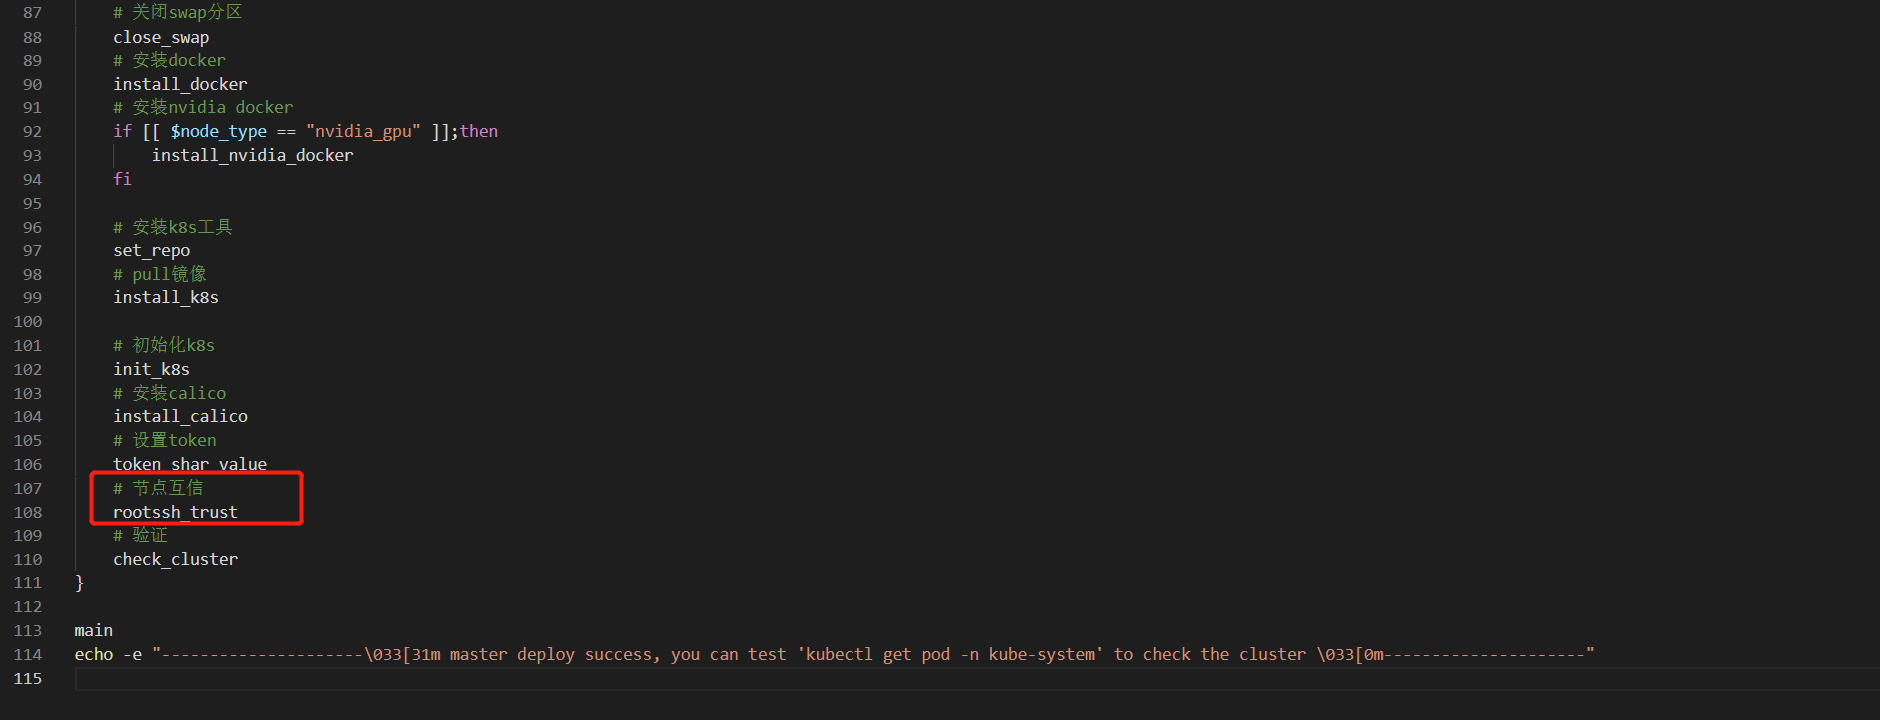 87 # 关闭swap分区
88 close_swap
89 # 安装docker
90 install_docker
91 # 安装nvidia docker
92 if [[ $node_type == "nvidia_gpu" ]];then
93 install_nvidia_docker
94 fi
95
96 # 安装k8s工具
97 set_repo
98 # pull镜像
99 install_k8s
100
101 # 初始化k8s
102 init_k8s
103 # 安装calico
104 install_calico
105 # 设置token
106 token_shar_value
107 # 节点互信
108 rootssh_trust
109 # 验证
110 check_cluster
111 }
112
113 main
114 echo -e "---------------------\033[31m master deploy success, you can test 'kubectl get pod -n kube-system' to check the cluster \033[0m---------------------"
115